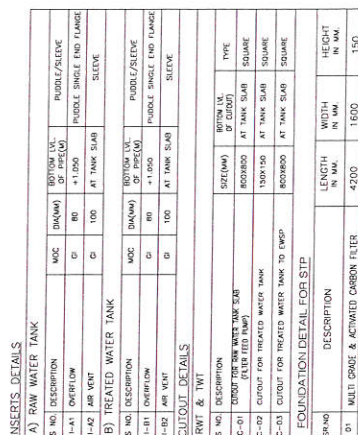 INSERTS DETAILS
A) RAW WATER TANK
S NO. DESCRIPTION MOC DIA(MM) BOTTOM LVL. OF PIPE(M) PUDDLE/SLEEVE
I-A1 OVERFLOW GI 80 +1.050 PUDDLE SINGLE END FLANGE
I-A2 AIR VENT GI 100 AT TANK SLAB SLEEVE
B) TREATED WATER TANK
S NO. DESCRIPTION MOC DIA(MM) BOTTOM LVL. OF PIPE(M) PUDDLE/SLEEVE
I-B1 OVERFLOW GI 80 +1.050 PUDDLE SINGLE END FLANGE
I-B2 AIR VENT GI 100 AT TANK SLAB SLEEVE
CUTOUT DETAILS
RWT & TWT
S NO. DESCRIPTION SIZE(MM) BOTTOM LVL. OF CUTOUT) TYPE
C-01 CUTOUT FOR RAW WATER TANK SLAB (FILTER FEED PUMP) 800X800 AT TANK SLAB SQUARE
C-02 CUTOUT FOR TREATED WATER TANK 150X150 AT TANK SLAB SQUARE
C-03 CUTOUT FOR TREATED WATER TANK TO EWSP 800X800 AT TANK SLAB SQUARE
FOUNDATION DETAIL FOR STP
SR.NO DESCRIPTION LENGTH IN MM. WIDTH IN MM. HEIGHT IN MM.
01 MULTI GRADE & ACTIVATED CARBON FILTER 4200 1600 150